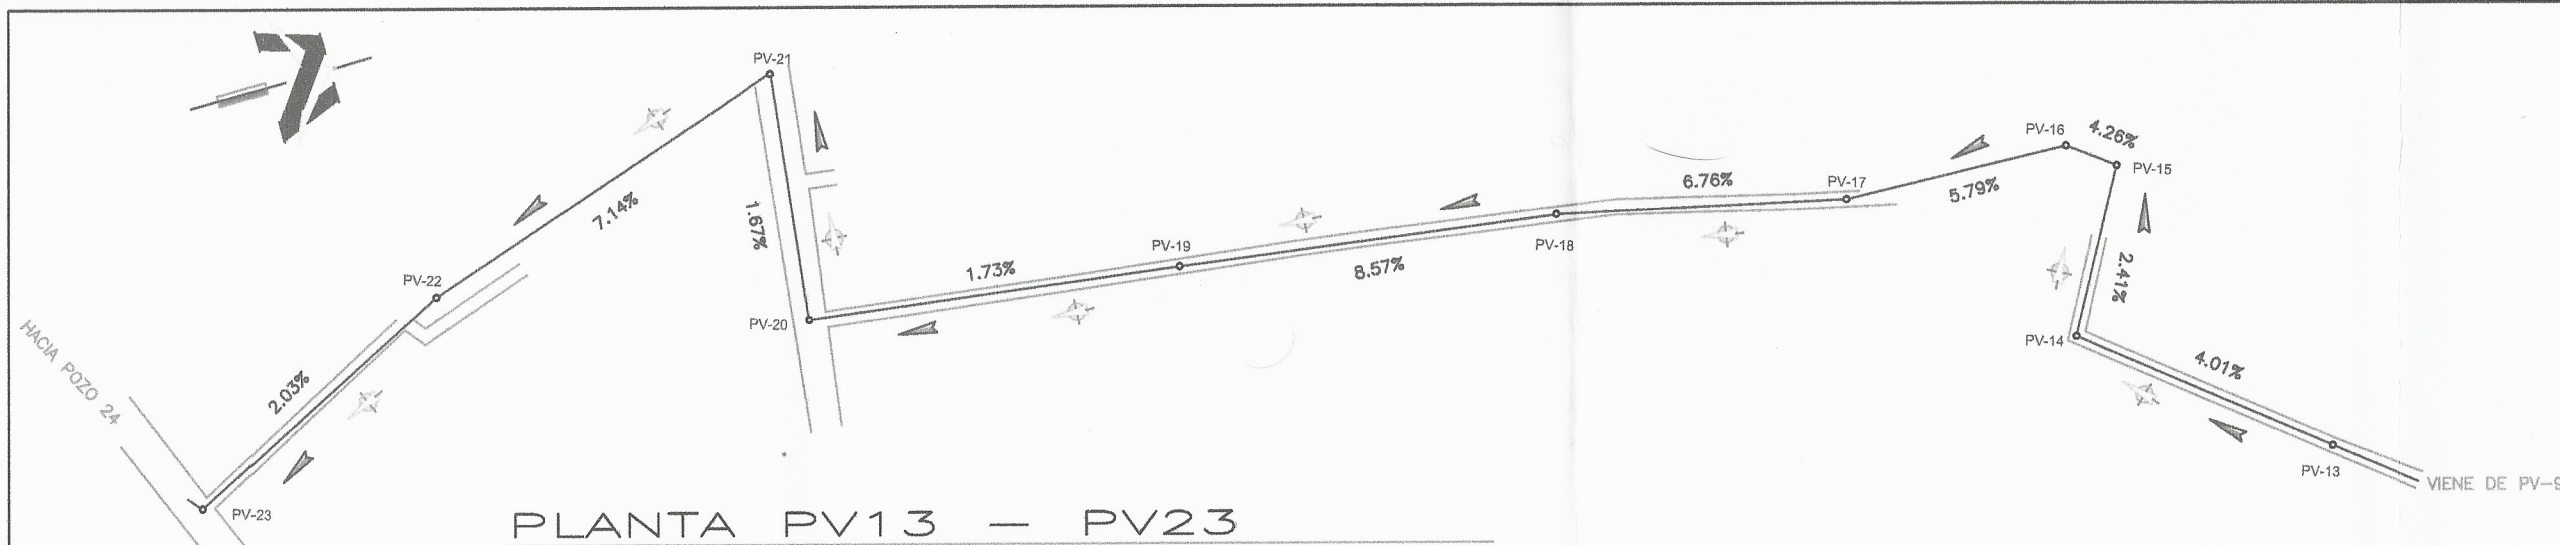 PV-21
PV-16
4.26%
PV-15
PV-17
6.76%
5.79%
7.14%
1.67%
PV-19
PV-18
1.73%
8.57%
2.41%
PV-22
PV-20
PV-14
HACIA POZO 24
2.03%
4.01%
PV-13
VIENE DE PV-9
PV-23
PLANTA PV13 — PV23